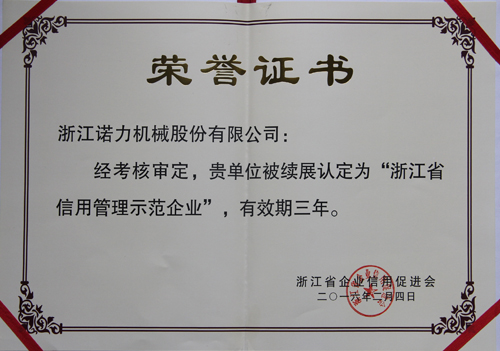 荣誉证书
浙江诺力机械股份有限公司：
经考核审定，贵单位被续展认定为“浙江省
信用管理示范企业”，有效期三年。
浙江省企业信用促进会
二〇一六年二月四日